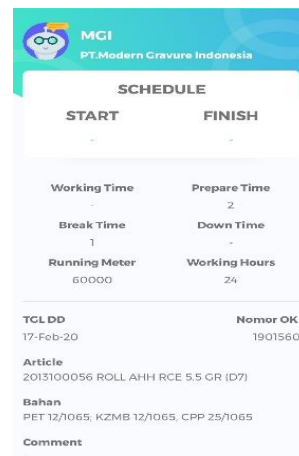 MGI
PT.Modern Gravure Indonesia
SCHEDULE
START FINISH
- -
Working Time Prepare Time
- 2
Break Time Down Time
1 -
Running Meter Working Hours
60000 24
TGL DD Nomor OK
17-Feb-20 1901560
Article
2013100056 ROLL AHH RCE 5.5 GR (D7)
Bahan
PET 12/1065; KZMB 12/1065, CPP 25/1065
Comment